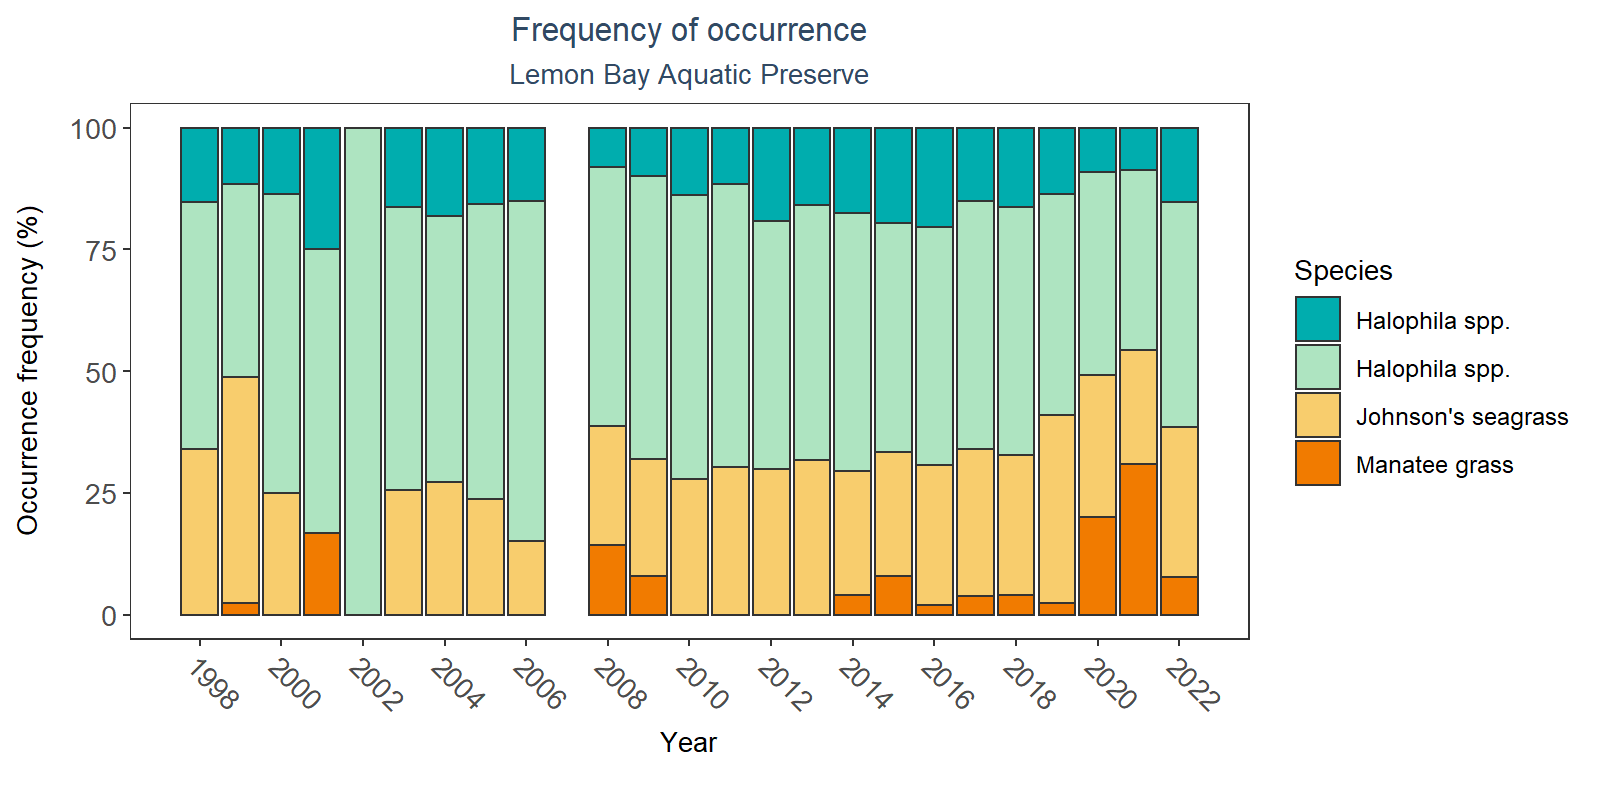 Frequency of occurrence
Lemon Bay Aquatic Preserve
Occurrence frequency (%)
100
75
50
25
0
1998
2000
2002
2004
2006
2008
2010
2012
2014
2016
2018
2020
2022
Year
Species
Halophila spp.
Halophila spp.
Johnson's seagrass
Manatee grass